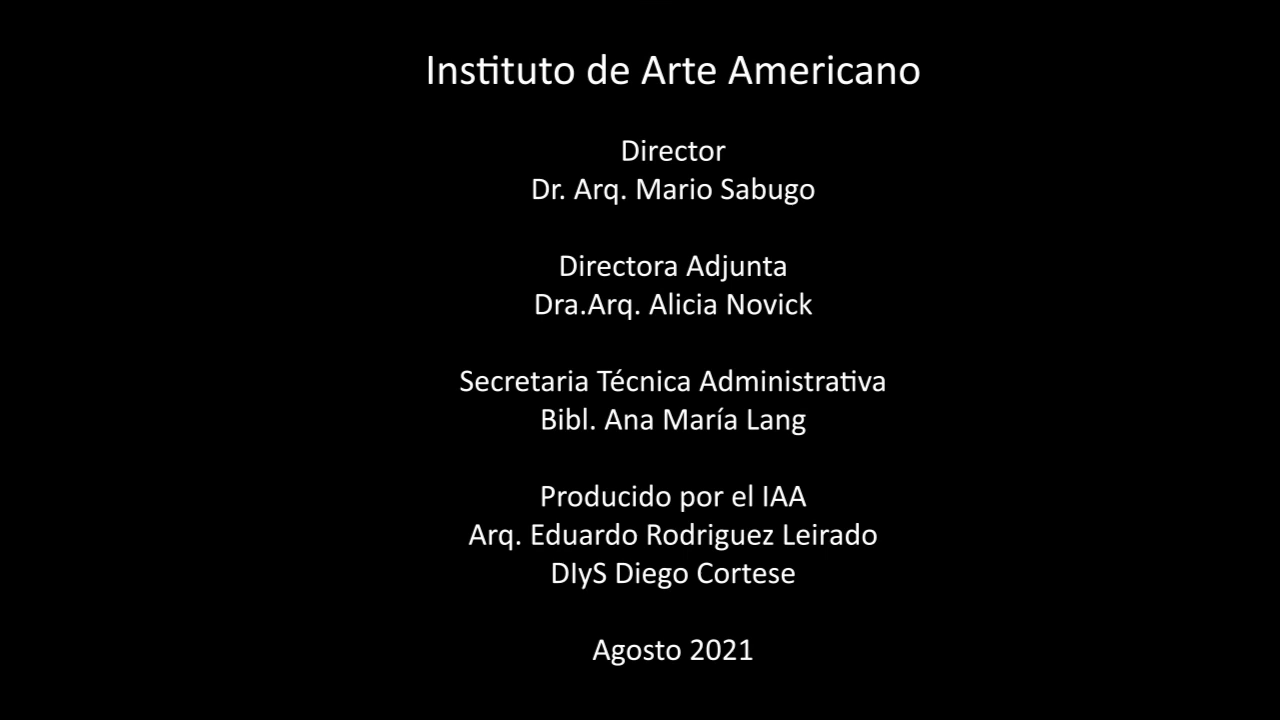 Instituto de Arte Americano
Director
Dr. Arq. Mario Sabugo
Directora Adjunta
Dra.Arq. Alicia Novick
Secretaria Técnica Administrativa
Bibl. Ana María Lang
Producido por el IAA
Arq. Eduardo Rodriguez Leirado
DIyS Diego Cortese
Agosto 2021